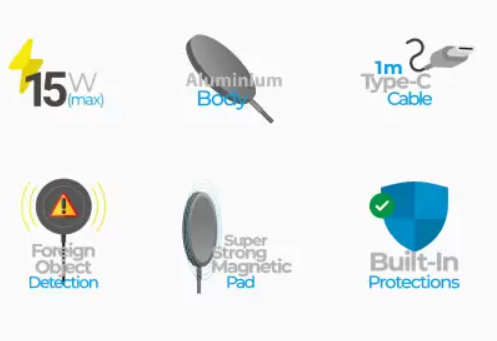 15W
(max)
Aluminium
Body
1m
Type-C
Cable
Foreign
Object
Detection
Super
Strong
Magnetic
Pad
Built-In
Protections